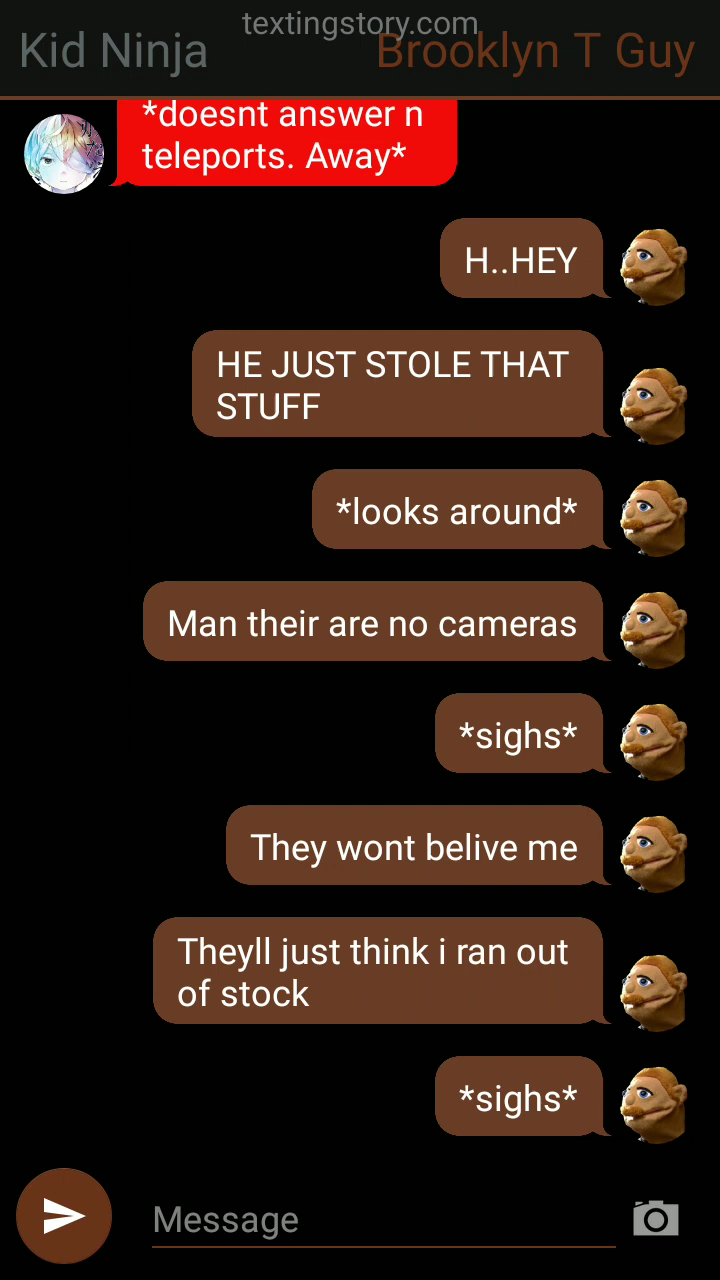 textingstory.com
Kid Ninja
Brooklyn T Guy
*doesnt answer n
teleports. Away*
H..HEY
HE JUST STOLE THAT
STUFF
*looks around*
Man their are no cameras
*sighs*
They wont belive me
Theyll just think i ran out
of stock
*sighs*
Message